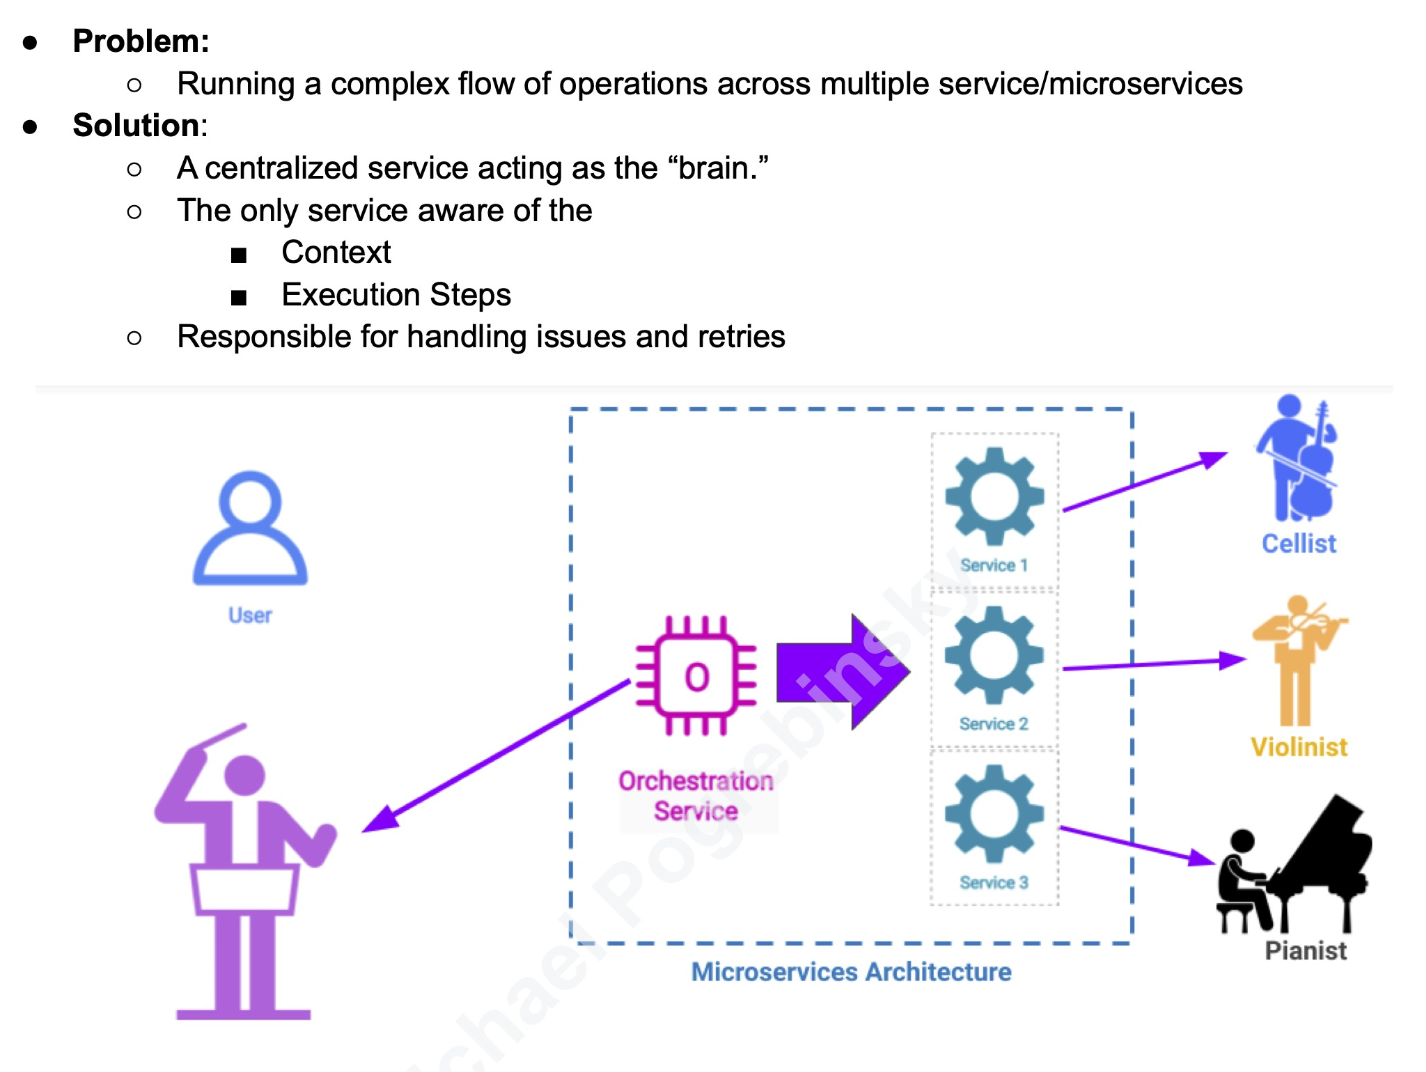 ● Problem:
○ Running a complex flow of operations across multiple service/microservices
● Solution:
○ A centralized service acting as the “brain.”
○ The only service aware of the
■ Context
■ Execution Steps
○ Responsible for handling issues and retries
User
O
Orchestration
Service
Service 1
Service 2
Service 3
Cellist
Violinist
Pianist
Microservices Architecture
ichael Pogrebinsky